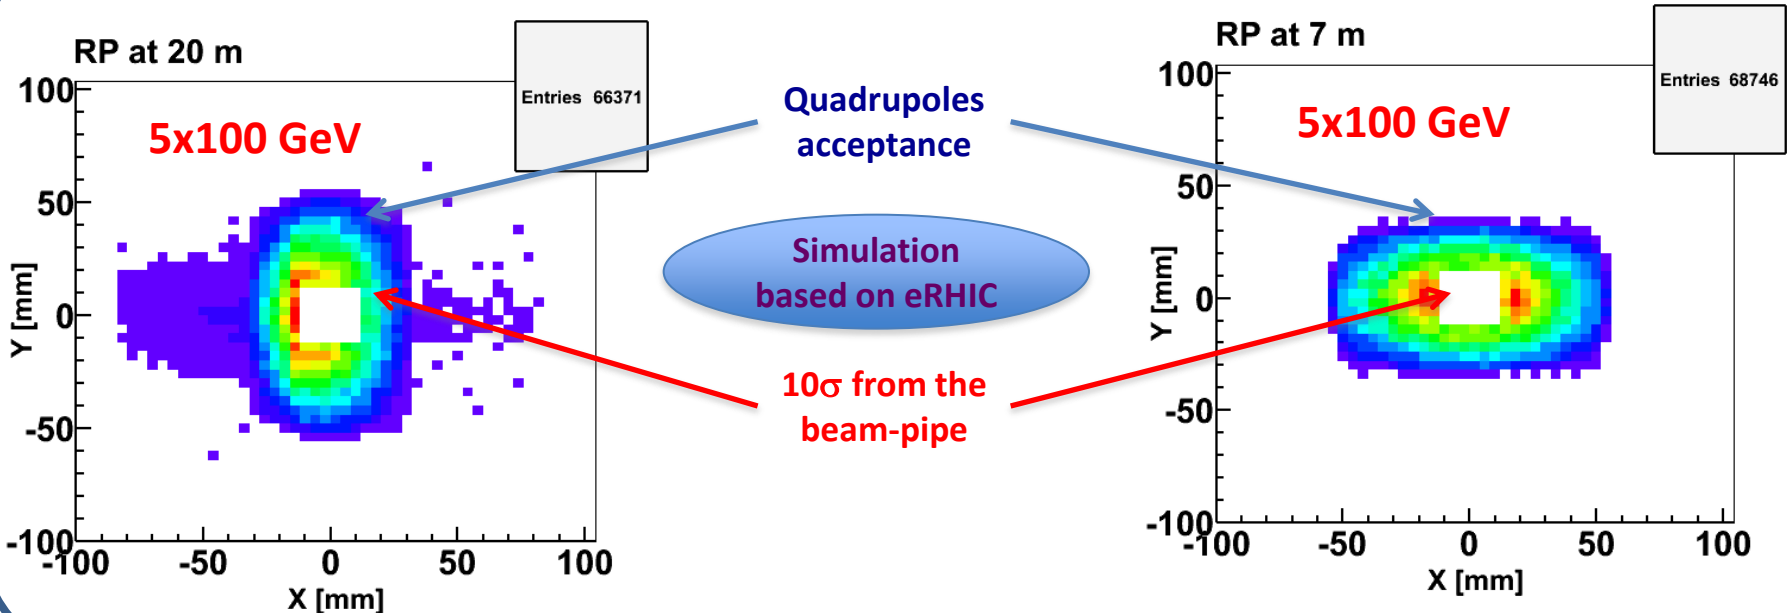 RP at 20 m
Entries 66371
5x100 GeV
100
50
0
-50
-100
Y [mm]
-100
-50
0
50
100
X [mm]
Quadrupoles
acceptance
Simulation
based on eRHIC
10σ from the
beam-pipe
RP at 7 m
Entries 68746
5x100 GeV
100
50
0
-50
-100
Y [mm]
-100
-50
0
50
100
X [mm]